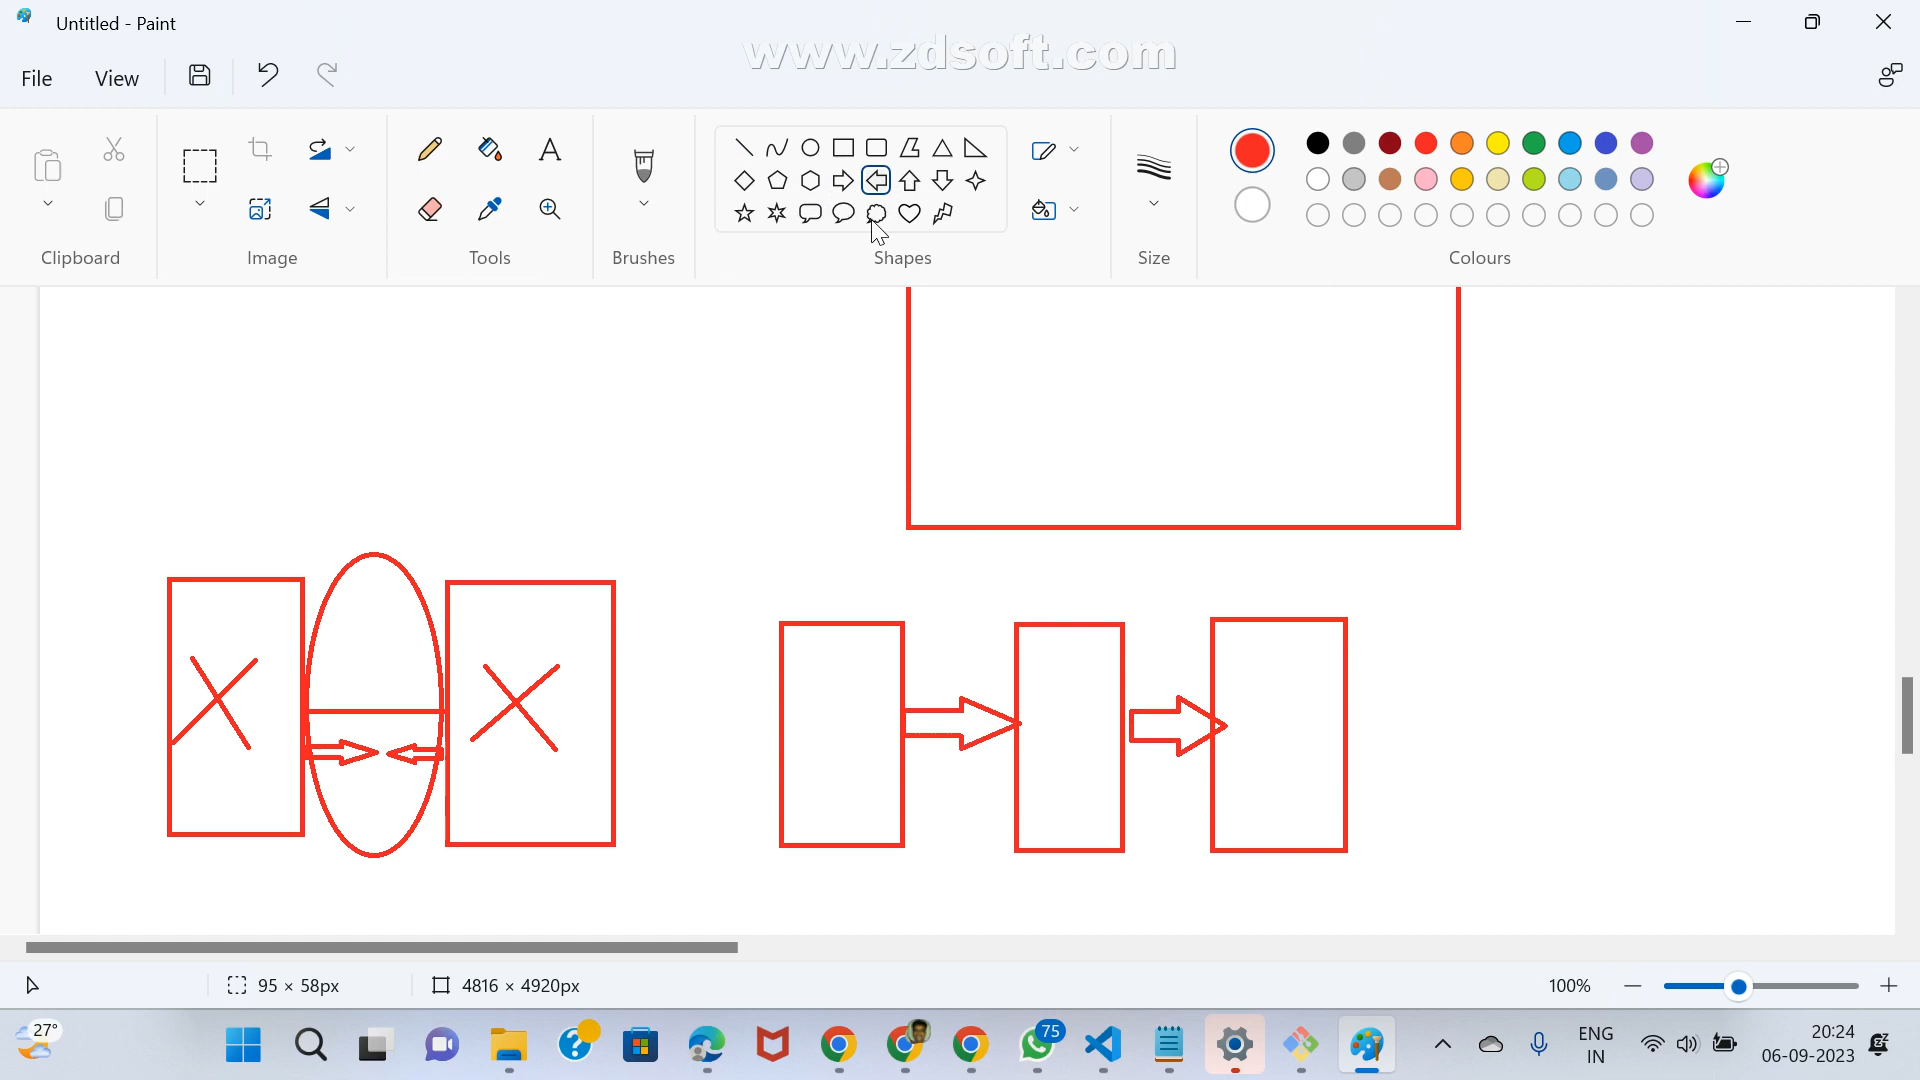 Untitled - Paint
www.zdsoft.com
File View
Clipboard Image Tools Brushes Shapes Size Colours
95 × 58px 4816 × 4920px 100%
27° 75 ENG 20:24
IN 06-09-2023